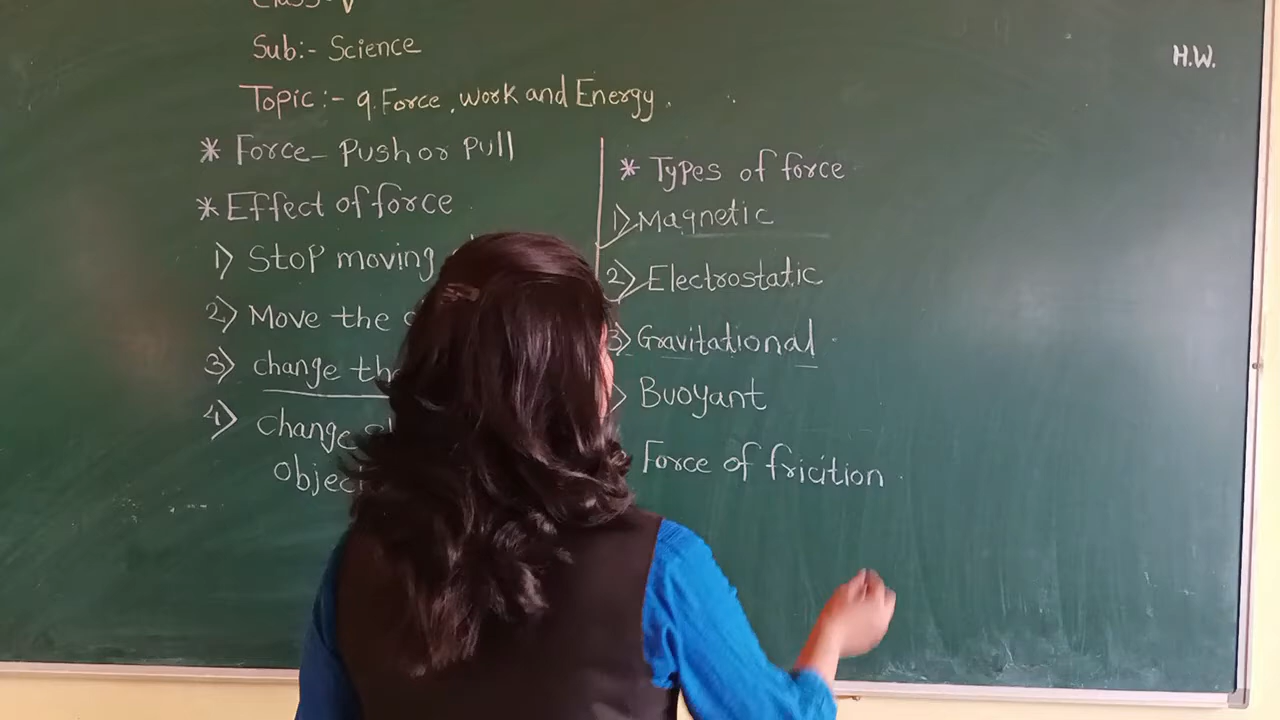 Class:- V
Sub:- Science
Topic:- 9. Force, work and Energy.
* Force - Push or Pull
* Effect of force
1) Stop moving
2) Move the
3) change the
4) change
* Types of force
1) Magnetic
2) Electrostatic
3) Gravitational
Buoyant
Force of fricition
H.W.